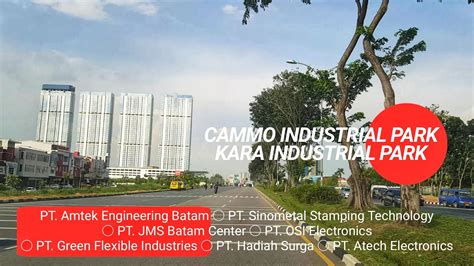 CAMMO INDUSTRIAL PARK
KARA INDUSTRIAL PARK
PT. Amtek Engineering Batam ○ PT. Sinometal Stamping Technology
○ PT. JMS Batam Center ○ PT. OSI Electronics
○ PT. Green Flexible Industries ○ PT. Hadiah Surga ○ PT. Atech Electronics